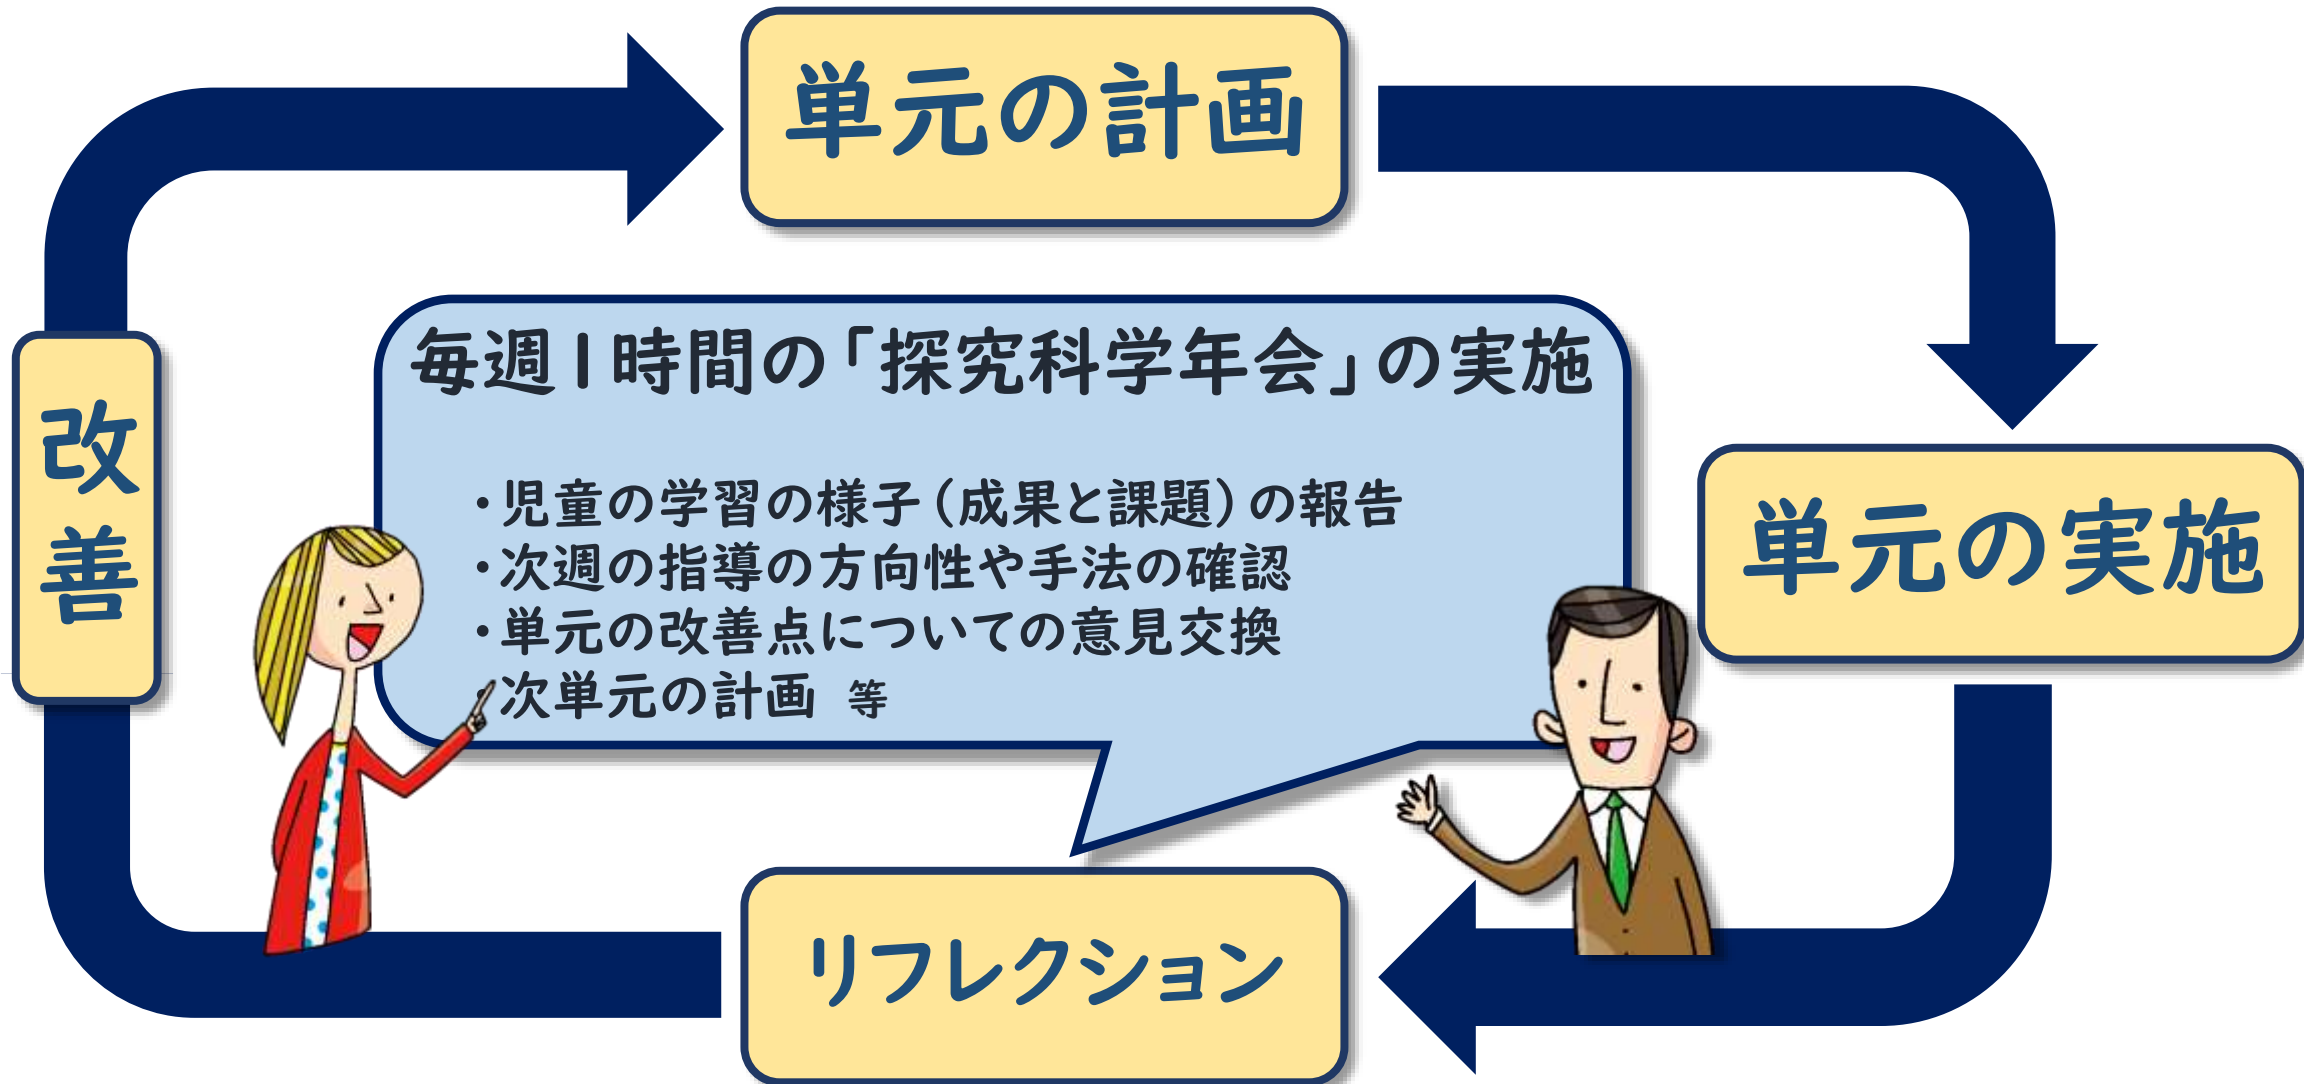 単元の計画
毎週1時間の「探究科学年会」の実施
・児童の学習の様子（成果と課題）の報告
・次週の指導の方向性や手法の確認
・単元の改善点についての意見交換
・次単元の計画 等
改善
単元の実施
リフレクション